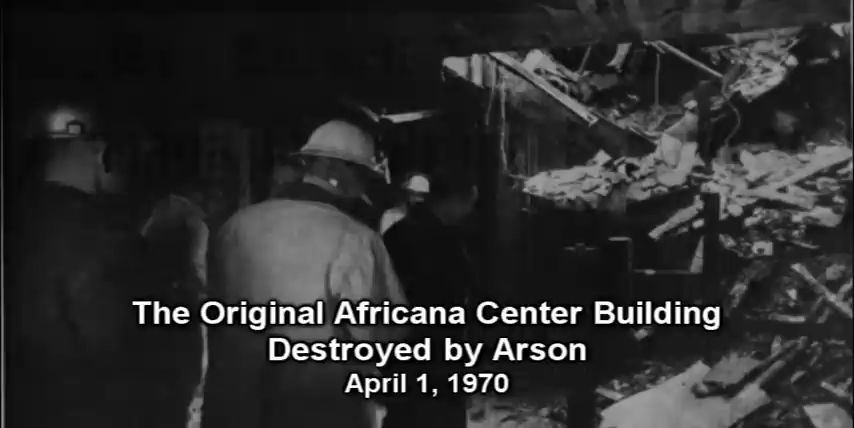 The Original Africana Center Building
Destroyed by Arson
April 1, 1970